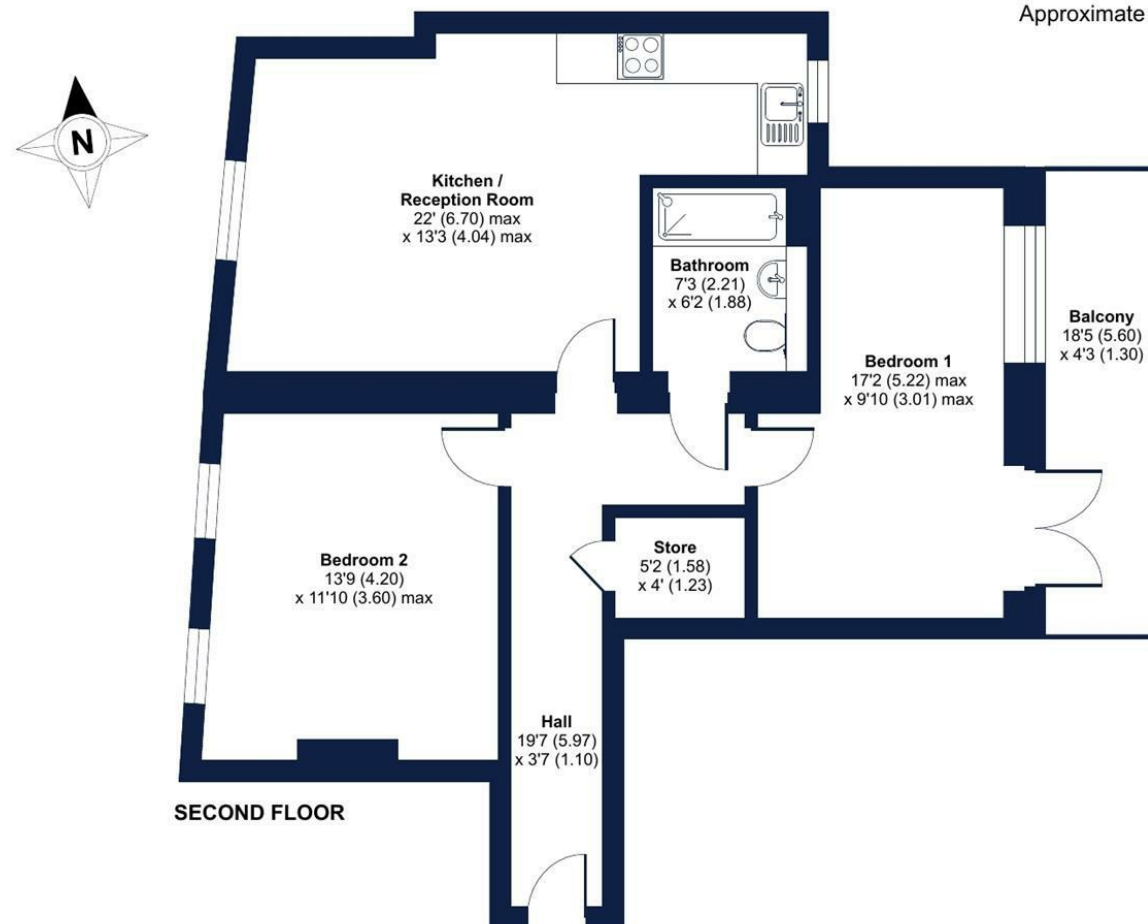 Approximate
N
Kitchen /
Reception Room
22' (6.70) max
x 13'3 (4.04) max
Bathroom
7'3 (2.21)
x 6'2 (1.88)
Bedroom 1
17'2 (5.22) max
x 9'10 (3.01) max
Balcony
18'5 (5.60)
x 4'3 (1.30)
Bedroom 2
13'9 (4.20)
x 11'10 (3.60) max
Store
5'2 (1.58)
x 4' (1.23)
Hall
19'7 (5.97)
x 3'7 (1.10)
SECOND FLOOR